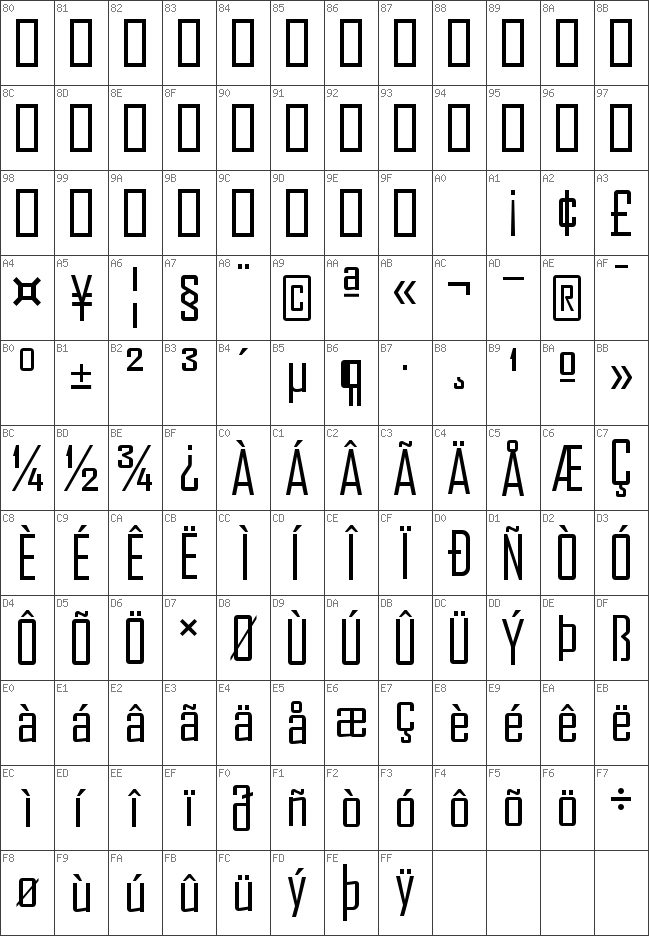 80 81 82 83 84 85 86 87 88 89 8A 8B
8C 8D 8E 8F 90 91 92 93 94 95 96 97
98 99 9A 9B 9C 9D 9E 9F A0 A1 A2 A3
¡ ¢ £
A4 A5 A6 A7 A8 A9 AA AB AC AD AE AF
¤ ¥ ¦ § ¨ © ª « ¬ – ® ¯
B0 B1 B2 B3 B4 B5 B6 B7 B8 B9 BA BB
° ± ² ³ ´ µ ¶ · ¸ ¹ º »
BC BD BE BF C0 C1 C2 C3 C4 C5 C6 C7
¼ ½ ¾ ¿ À Á Â Ã Ä Å Æ Ç
C8 C9 CA CB CC CD CE CF D0 D1 D2 D3
È É Ê Ë Ì Í Î Ï Ð Ñ Ò Ó
D4 D5 D6 D7 D8 D9 DA DB DC DD DE DF
Ô Õ Ö × Ø Ù Ú Û Ü Ý Þ ß
E0 E1 E2 E3 E4 E5 E6 E7 E8 E9 EA EB
à á â ã ä å æ Ç è é ê ë
EC ED EE EF F0 F1 F2 F3 F4 F5 F6 F7
ì í î ï ð ñ ò ó ô õ ö ÷
F8 F9 FA FB FC FD FE FF
ø ù ú û ü ý þ ÿ